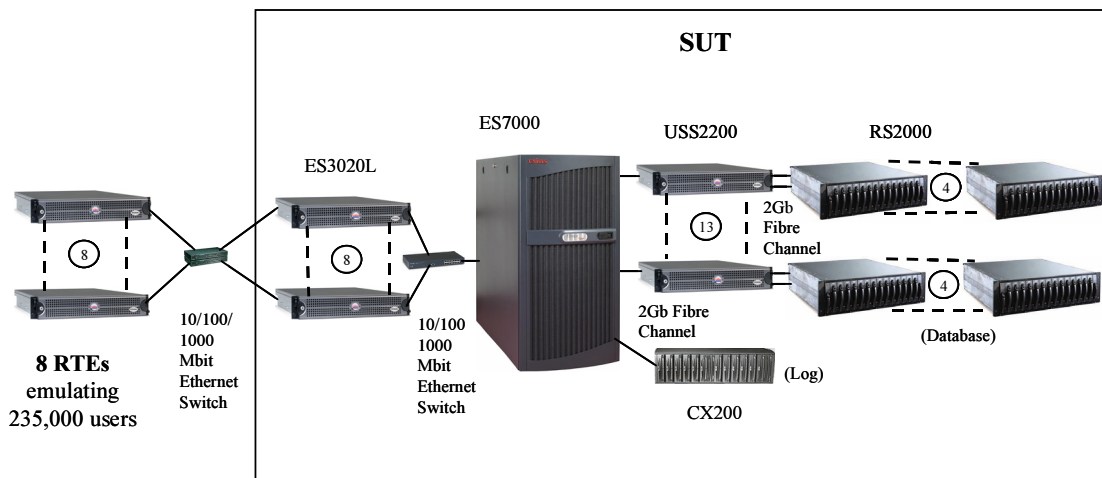 SUT
ES7000
USS2200
RS2000
ES3020L
8
8
13
4
4
2Gb
Fibre
Channel
2Gb Fibre
Channel
(Database)
10/100/
1000
Mbit
Ethernet
Switch
10/100
1000
Mbit
Ethernet
Switch
8 RTEs
emulating
235,000 users
(Log)
CX200